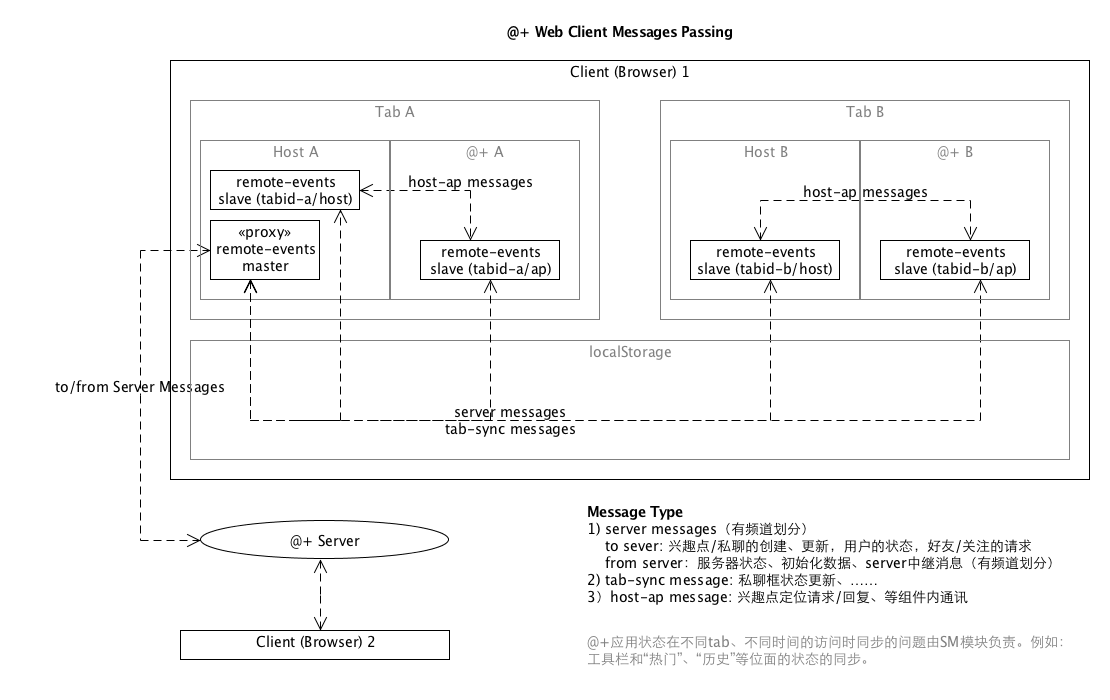 @+ Web Client Messages Passing
Client (Browser) 1
Tab A
Tab B
Host A
@+ A
Host B
@+ B
remote-events
slave (tabid-a/host)
host-ap messages
host-ap messages
«proxy»
remote-events
master
remote-events
slave (tabid-a/ap)
remote-events
slave (tabid-b/host)
remote-events
slave (tabid-b/ap)
localStorage
to/from Server Messages
server messages
tab-sync messages
@+ Server
Client (Browser) 2
Message Type
1) server messages（有频道划分）
to sever: 兴趣点/私聊的创建、更新，用户的状态，好友/关注的请求
from server：服务器状态、初始化数据、server中继消息（有频道划分）
2) tab-sync message: 私聊框状态更新、……
3）host-ap message: 兴趣点定位请求/回复、等组件内通讯
@+应用状态在不同tab、不同时间的访问时同步的问题由SM模块负责。例如：
工具栏和“热门”、“历史”等位面的状态的同步。